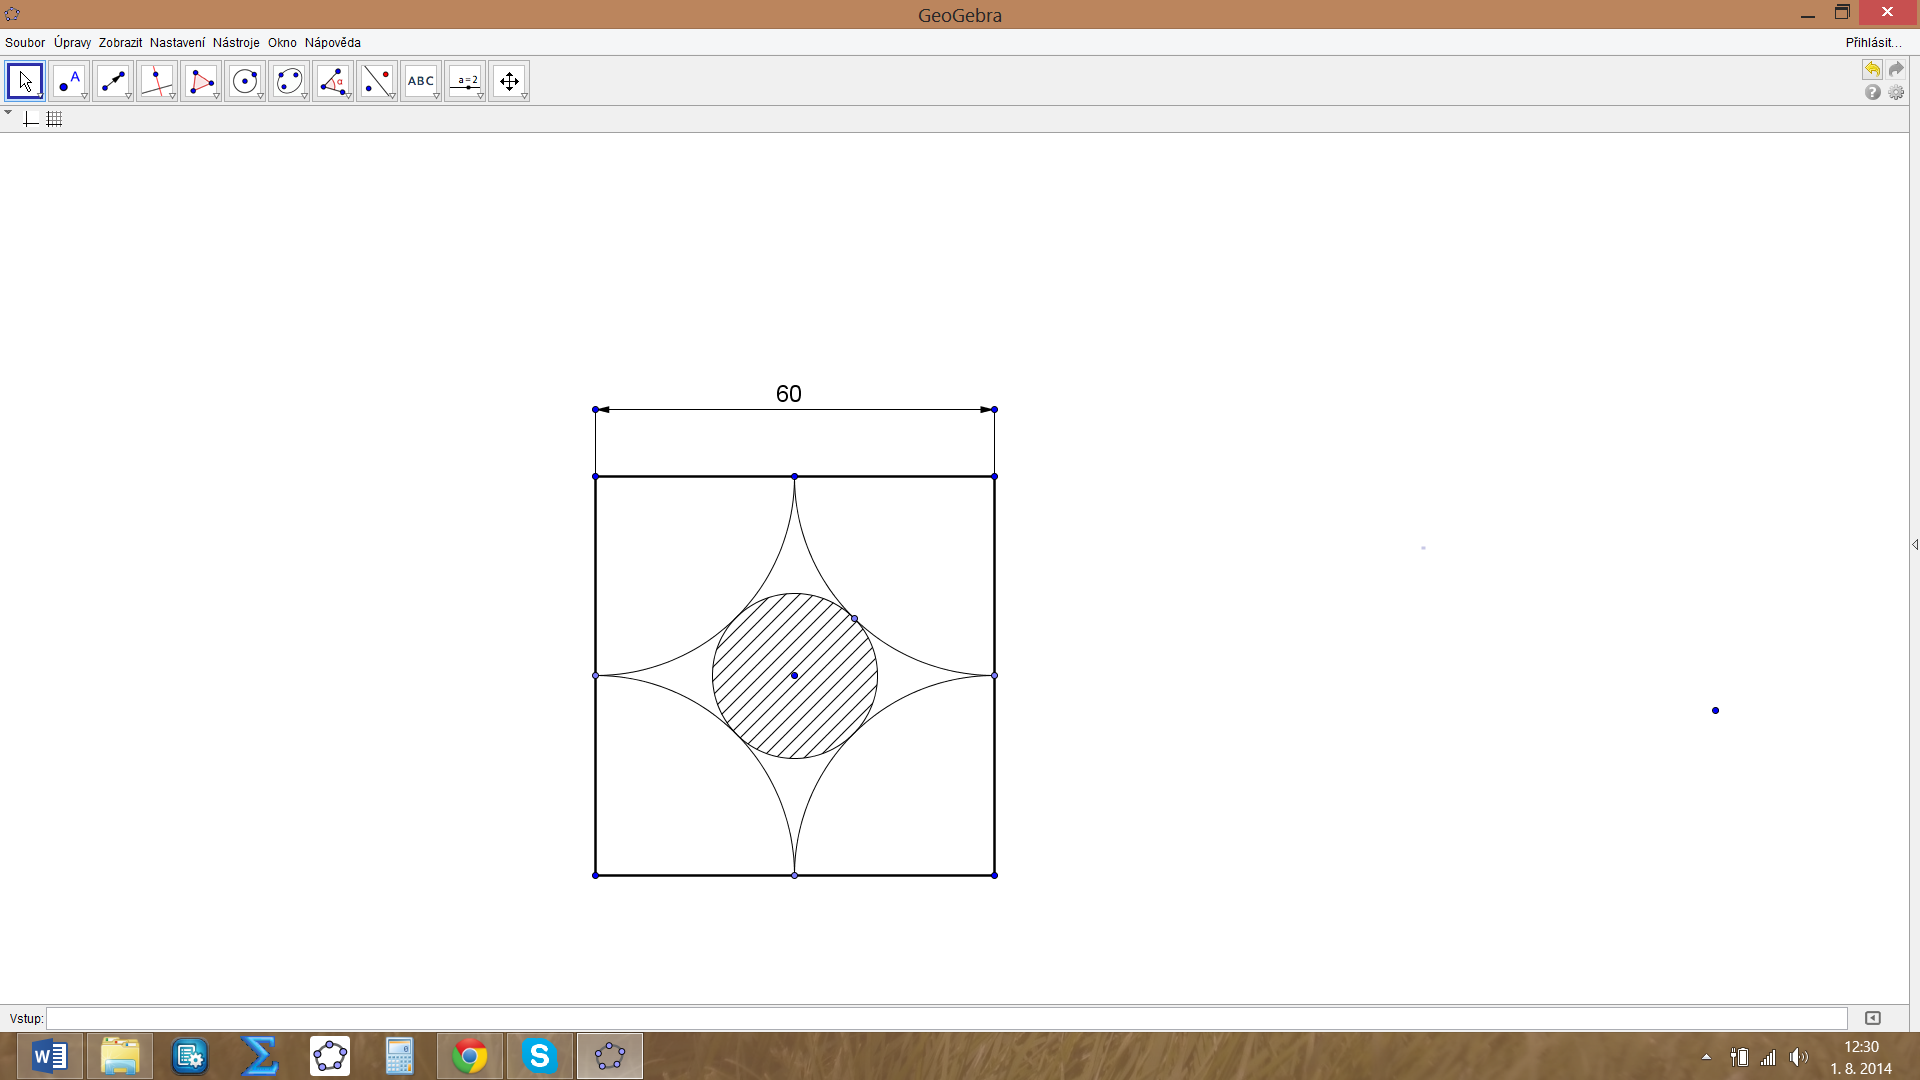 GeoGebra
Soubor Úpravy Zobrazit Nastavení Nástroje Okno Nápověda Přihlásit...
A α ABC a=2
60
Vstup:
12:30
1. 8. 2014